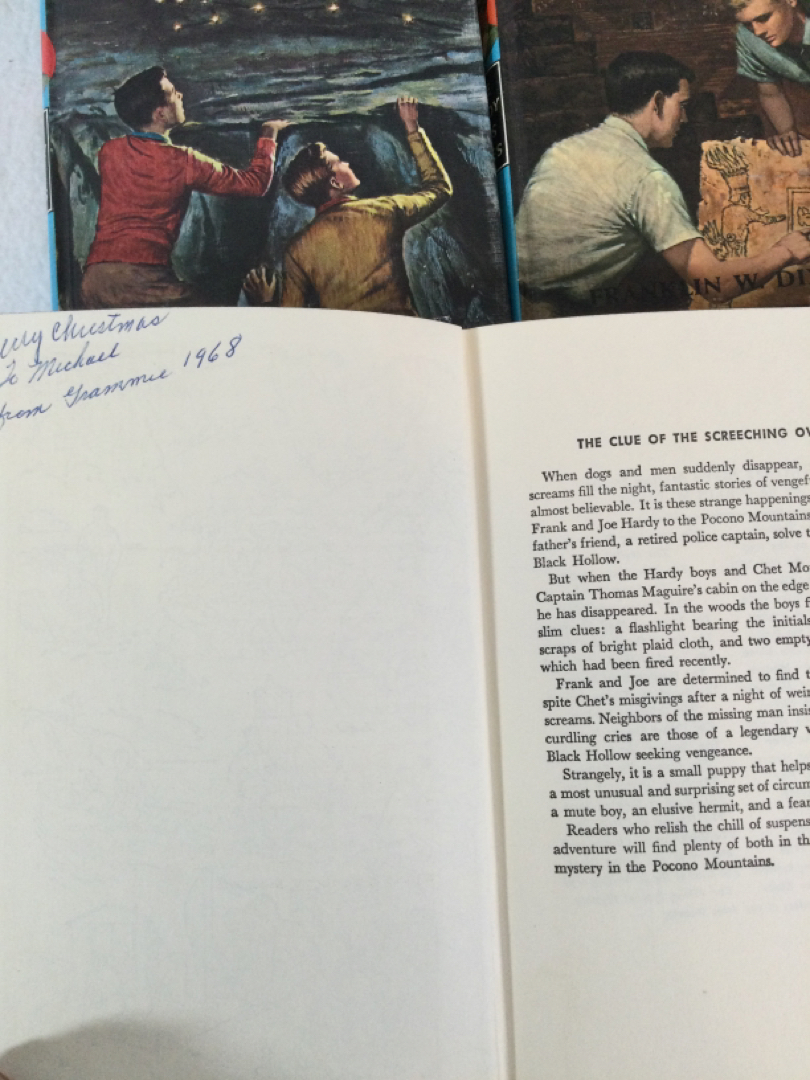 FRANKLIN W. DI
Christmas
To Michael
from Grammie 1968
THE CLUE OF THE SCREECHING
When dogs and men suddenly disappear,
screams fill the night, fantastic stories of
almost believable. It is these strange happenings
Frank and Joe Hardy to the Pocono Mountains
father's friend, a retired police captain, solve
Black Hollow.
But when the Hardy boys and Chet
Captain Thomas Maguire's cabin on the edge
he has disappeared. In the woods the boys
slim clues: a flashlight bearing the initials
scraps of bright plaid cloth, and two empty
which had been fired recently.
Frank and Joe are determined to find
spite Chet's misgivings after a night of
screams. Neighbors of the missing man
curdling cries are those of a legendary
Black Hollow seeking vengeance.
Strangely, it is a small puppy that helps
a most unusual and surprising set of
a mute boy, an elusive hermit, and a
Readers who relish the chill of
adventure will find plenty of both in
mystery in the Pocono Mountains.